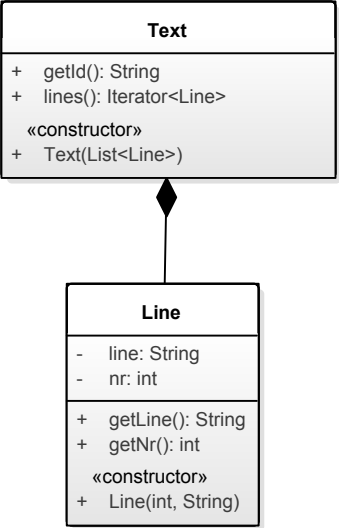 Text
+ getId(): String
+ lines(): Iterator<Line>
«constructor»
+ Text(List<Line>)
Line
- line: String
- nr: int
+ getLine(): String
+ getNr(): int
«constructor»
+ Line(int, String)